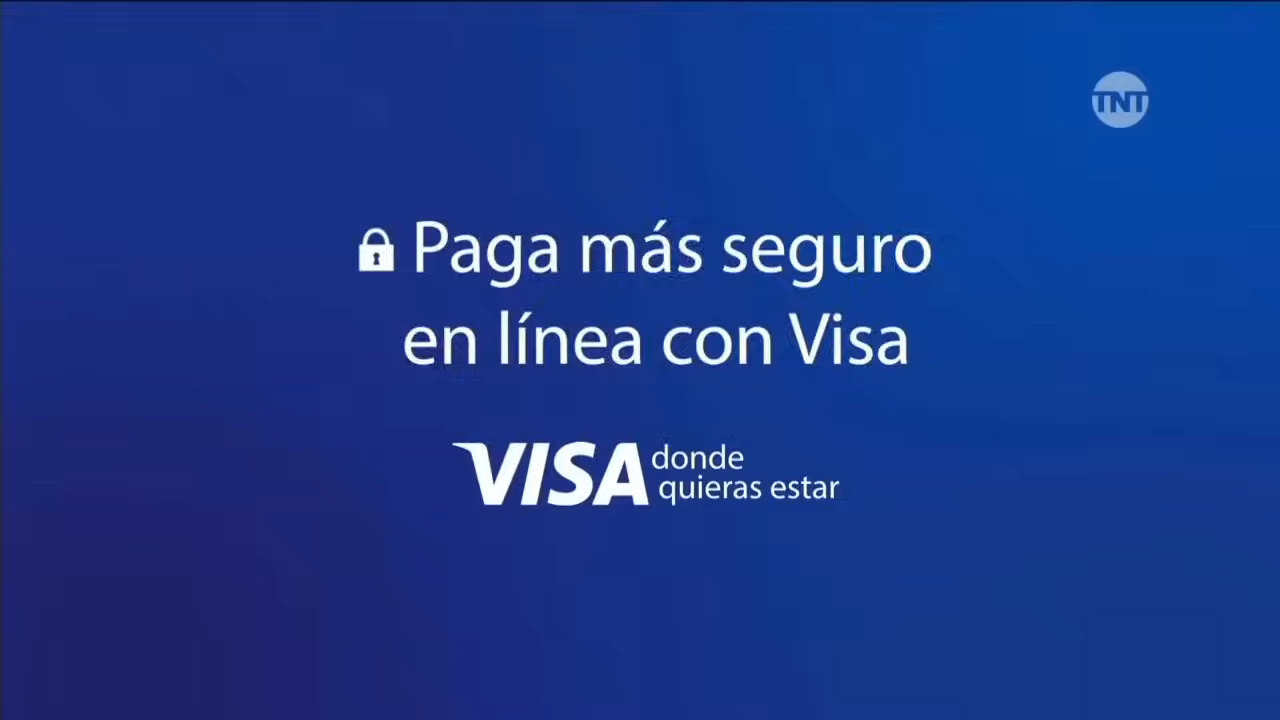 TNT
Paga más seguro
en línea con Visa
VISA donde
quieras estar